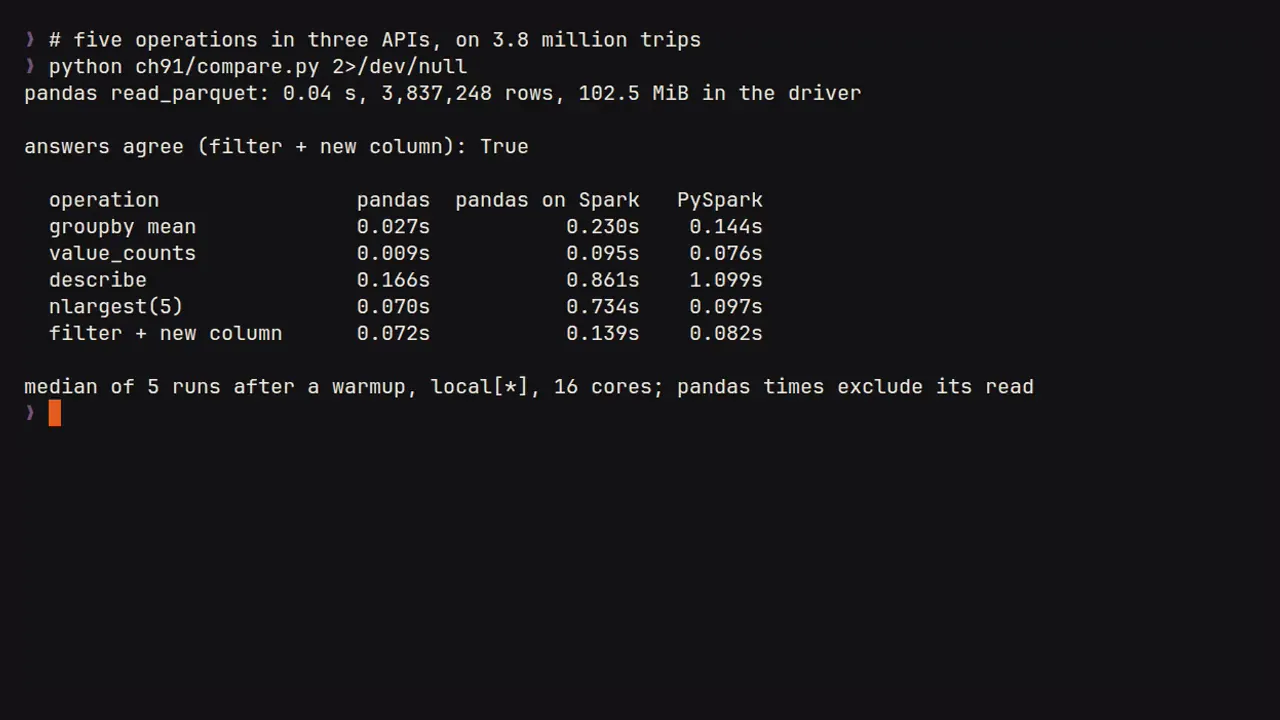 ❯ # five operations in three APIs, on 3.8 million trips
❯ python ch91/compare.py 2>/dev/null
pandas read_parquet: 0.04 s, 3,837,248 rows, 102.5 MiB in the driver
answers agree (filter + new column): True
operation pandas pandas on Spark PySpark
groupby mean 0.027s 0.230s 0.144s
value_counts 0.009s 0.095s 0.076s
describe 0.166s 0.861s 1.099s
nlargest(5) 0.070s 0.734s 0.097s
filter + new column 0.072s 0.139s 0.082s
median of 5 runs after a warmup, local[*], 16 cores; pandas times exclude its read
❯